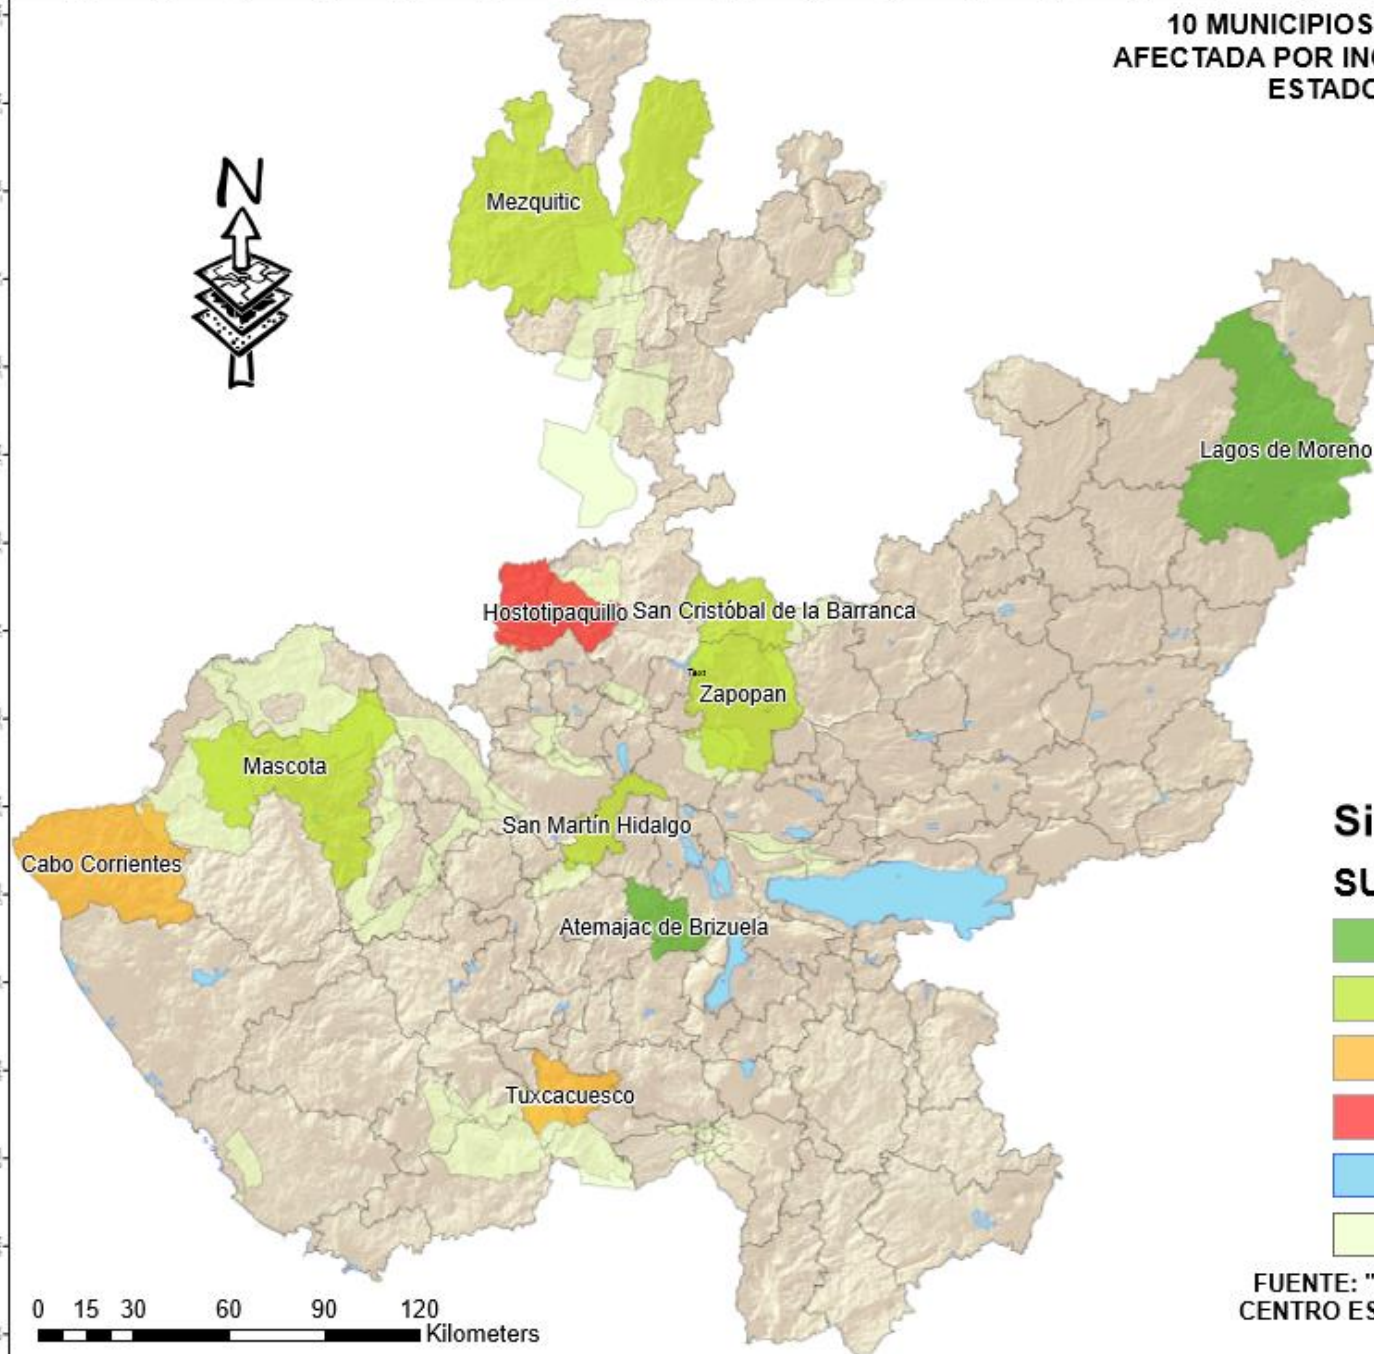 10 MUNICIPIOS
AFECTADA POR IN
ESTADO
N
Mezquitic
Lagos de Moreno
Hostotipaquillo
San Cristóbal de la Barranca
Text
Zapopan
Mascota
San Martín Hidalgo
Cabo Corrientes
Atemajac de Brizuela
Tuxcacuesco
Si
su
0 15 30 60 90 120
Kilometers
FUENTE: "
CENTRO ES